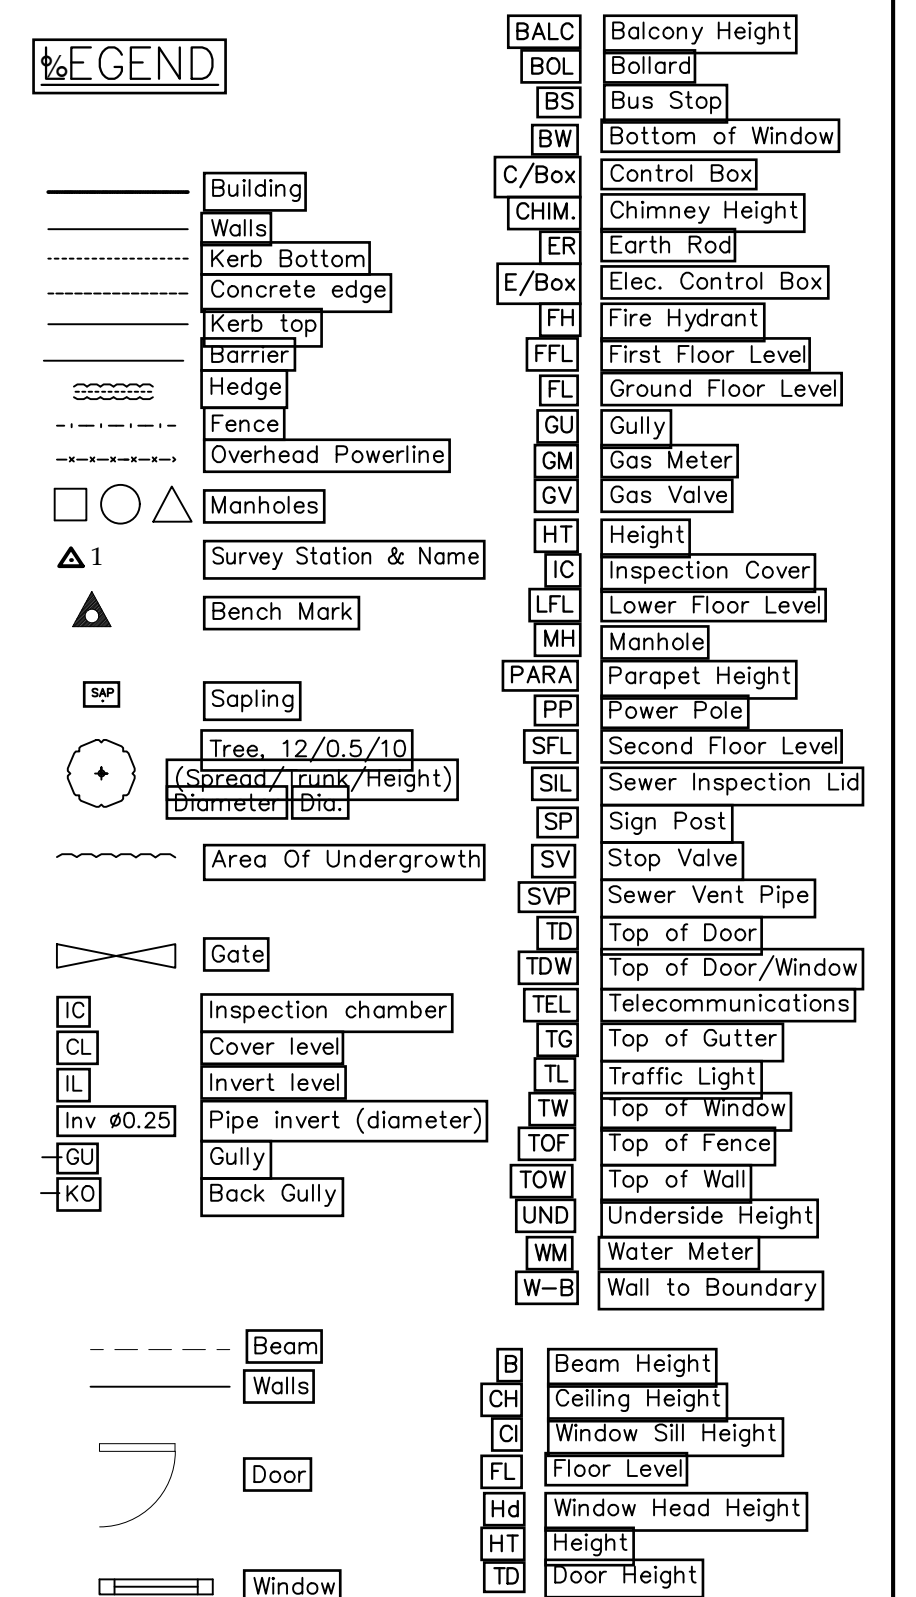 LEGEND
Building
Walls
Kerb Bottom
Concrete edge
Kerb top
Barrier
Hedge
Fence
Overhead Powerline
Manholes
1 Survey Station & Name
Bench Mark
SAP Sapling
Tree, 12/0.5/10
(Spread/Trunk/Height)
Diameter Dia.
Area Of Undergrowth
Gate
IC Inspection chamber
CL Cover level
IL Invert level
Inv ø0.25 Pipe invert (diameter)
GU Gully
KO Back Gully
Beam
Walls
Door
Window
BALC Balcony Height
BOL Bollard
BS Bus Stop
BW Bottom of Window
C/Box Control Box
CHIM. Chimney Height
ER Earth Rod
E/Box Elec. Control Box
FH Fire Hydrant
FFL First Floor Level
FL Ground Floor Level
GU Gully
GM Gas Meter
GV Gas Valve
HT Height
IC Inspection Cover
LFL Lower Floor Level
MH Manhole
PARA Parapet Height
PP Power Pole
SFL Second Floor Level
SIL Sewer Inspection Lid
SP Sign Post
SV Stop Valve
SVP Sewer Vent Pipe
TD Top of Door
TDW Top of Door/Window
TEL Telecommunications
TG Top of Gutter
TL Traffic Light
TW Top of Window
TOF Top of Fence
TOW Top of Wall
UND Underside Height
WM Water Meter
W-B Wall to Boundary
B Beam Height
CH Ceiling Height
CI Window Sill Height
FL Floor Level
Hd Window Head Height
HT Height
TD Door Height